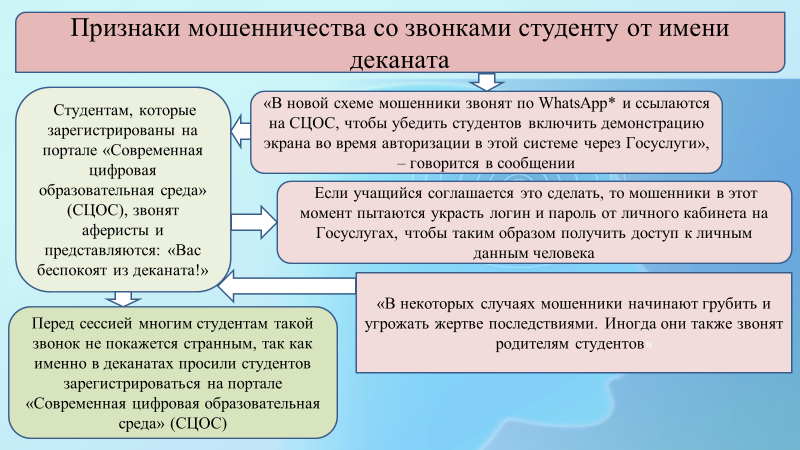 Признаки мошенничества со звонками студенту от имени
деканата
Студентам, которые
зарегистрированы на
портале «Современная
цифровая
образовательная среда»
(СЦОС), звонят
аферисты и
представляются: «Вас
беспокоят из деканата!»
«В новой схеме мошенники звонят по WhatsApp* и ссылаются
на СЦОС, чтобы убедить студентов включить демонстрацию
экрана во время авторизации в этой системе через Госуслуги»,
– говорится в сообщении
Если учащийся соглашается это сделать, то мошенники в этот
момент пытаются украсть логин и пароль от личного кабинета на
Госуслугах, чтобы таким образом получить доступ к личным
данным человека
«В некоторых случаях мошенники начинают грубить и
угрожать жертве последствиями. Иногда они также звонят
родителям студентов»
Перед сессией многим студентам такой
звонок не покажется странным, так как
именно в деканатах просили студентов
зарегистрироваться на портале
«Современная цифровая образовательная
среда» (СЦОС)